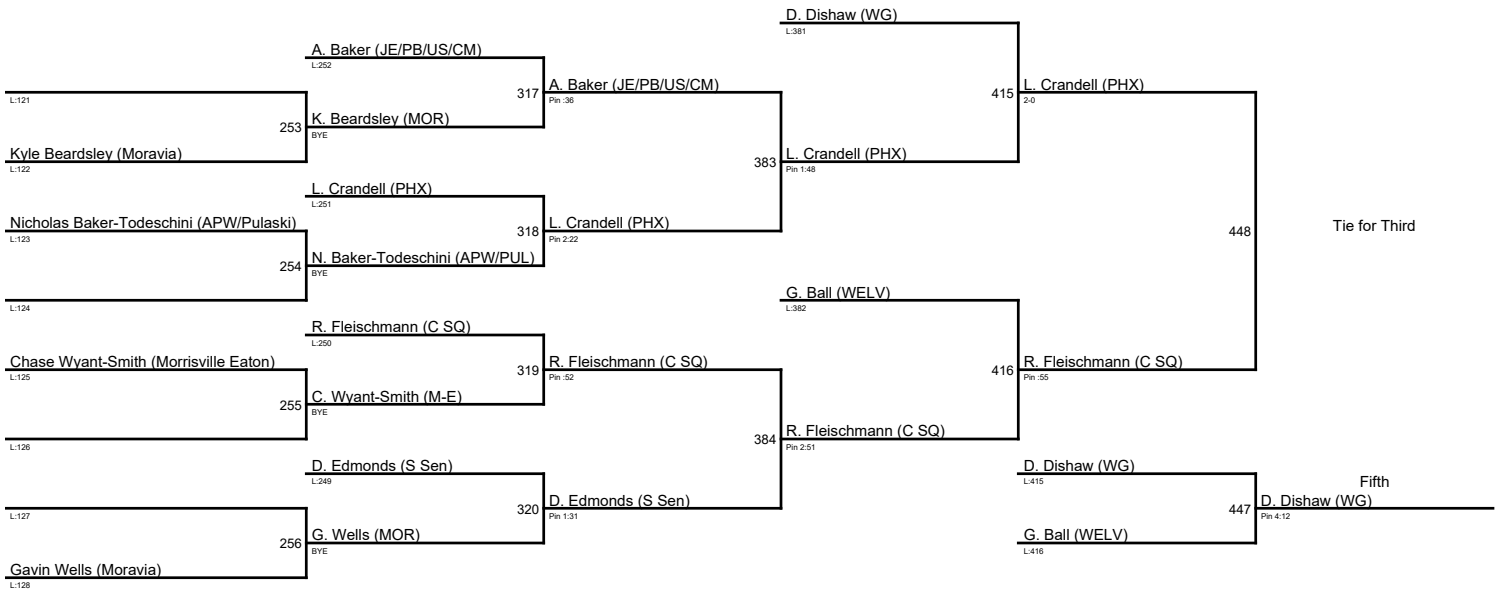 D. Dishaw (WG)
L:381
A. Baker (JE/PB/US/CM)
L:252
L:121
317
A. Baker (JE/PB/US/CM)
Pin :36
415
L. Crandell (PHX)
2-0
253
K. Beardsley (MOR)
BYE
Kyle Beardsley (Moravia)
L:122
383
L. Crandell (PHX)
Pin 1:48
L. Crandell (PHX)
L:251
Nicholas Baker-Todeschini (APW/Pulaski)
L:123
318
L. Crandell (PHX)
Pin 2:22
448
Tie for Third
254
N. Baker-Todeschini (APW/PUL)
BYE
L:124
G. Ball (WELV)
L:382
R. Fleischmann (C SQ)
L:250
Chase Wyant-Smith (Morrisville Eaton)
L:125
319
R. Fleischmann (C SQ)
Pin :52
416
R. Fleischmann (C SQ)
Pin :55
255
C. Wyant-Smith (M-E)
BYE
L:126
384
R. Fleischmann (C SQ)
Pin 2:51
D. Edmonds (S Sen)
L:249
D. Dishaw (WG)
L:415
Fifth
L:127
320
D. Edmonds (S Sen)
Pin 1:31
447
D. Dishaw (WG)
Pin 4:12
256
G. Wells (MOR)
BYE
G. Ball (WELV)
L:416
Gavin Wells (Moravia)
L:128